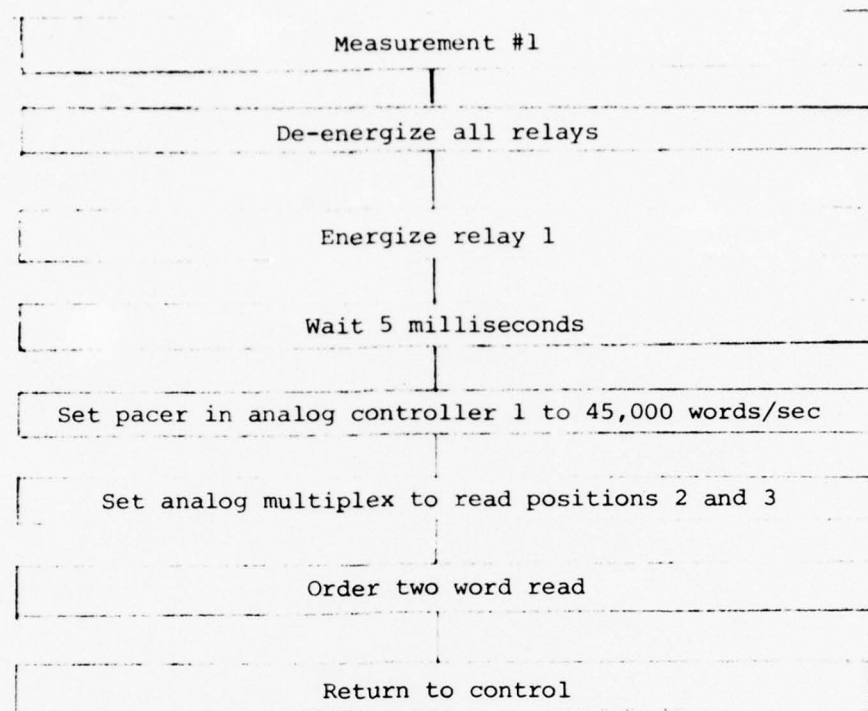 Measurement #1
De-energize all relays
Energize relay 1
Wait 5 milliseconds
Set pacer in analog controller 1 to 45,000 words/sec
Set analog multiplex to read positions 2 and 3
Order two word read
Return to control